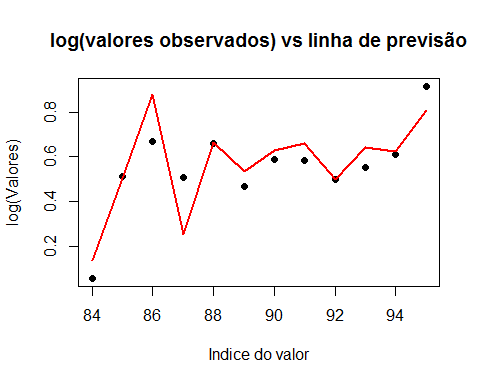 log(valores observados) vs linha de previsão
log(Valores)
0.8
0.6
0.4
0.2
84 86 88 90 92 94
Indice do valor